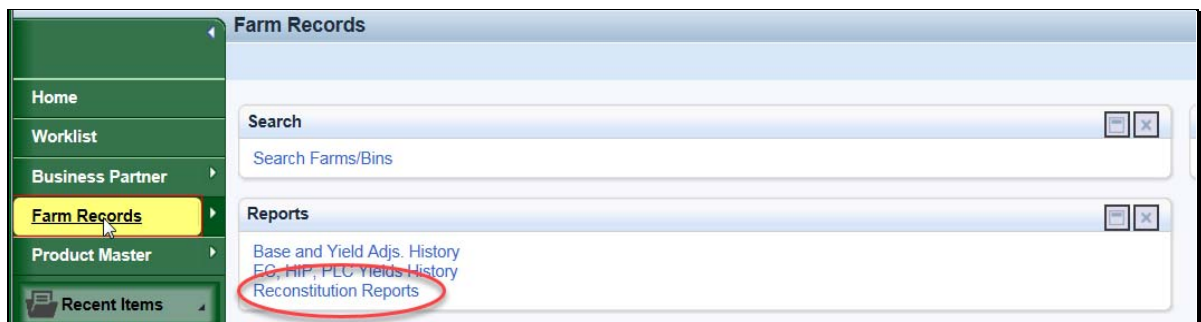 Farm Records
Home
Worklist
Business Partner
Farm Records
Product Master
Recent Items
Search
Search Farms/Bins
Reports
Base and Yield Adjs. History
EC, HIP, PLC Yields History
Reconstitution Reports